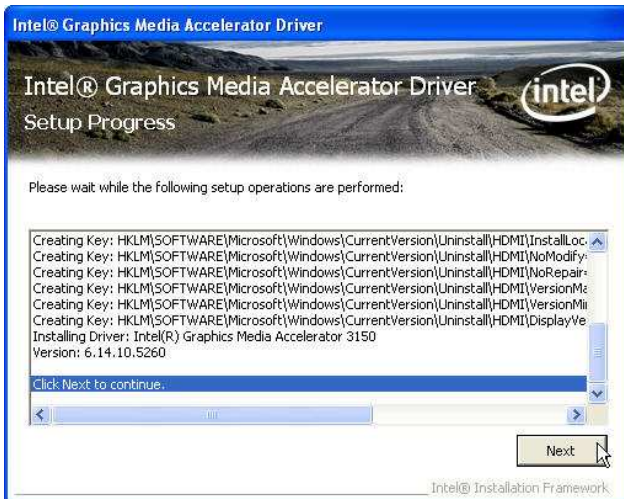 Intel® Graphics Media Accelerator Driver
Intel® Graphics Media Accelerator Driver
intel
Setup Progress
Please wait while the following setup operations are performed:
Creating Key: HKLM\SOFTWARE\Microsoft\Windows\CurrentVersion\Uninstall\HDMI\InstallLoc
Creating Key: HKLM\SOFTWARE\Microsoft\Windows\CurrentVersion\Uninstall\HDMI\NoModify=
Creating Key: HKLM\SOFTWARE\Microsoft\Windows\CurrentVersion\Uninstall\HDMI\NoRepair=
Creating Key: HKLM\SOFTWARE\Microsoft\Windows\CurrentVersion\Uninstall\HDMI\VersionMa
Creating Key: HKLM\SOFTWARE\Microsoft\Windows\CurrentVersion\Uninstall\HDMI\VersionMi
Creating Key: HKLM\SOFTWARE\Microsoft\Windows\CurrentVersion\Uninstall\HDMI\DisplayVe
Installing Driver: Intel(R) Graphics Media Accelerator 3150
Version: 6.14.10.5260
Click Next to continue.
Next
Intel® Installation Framework